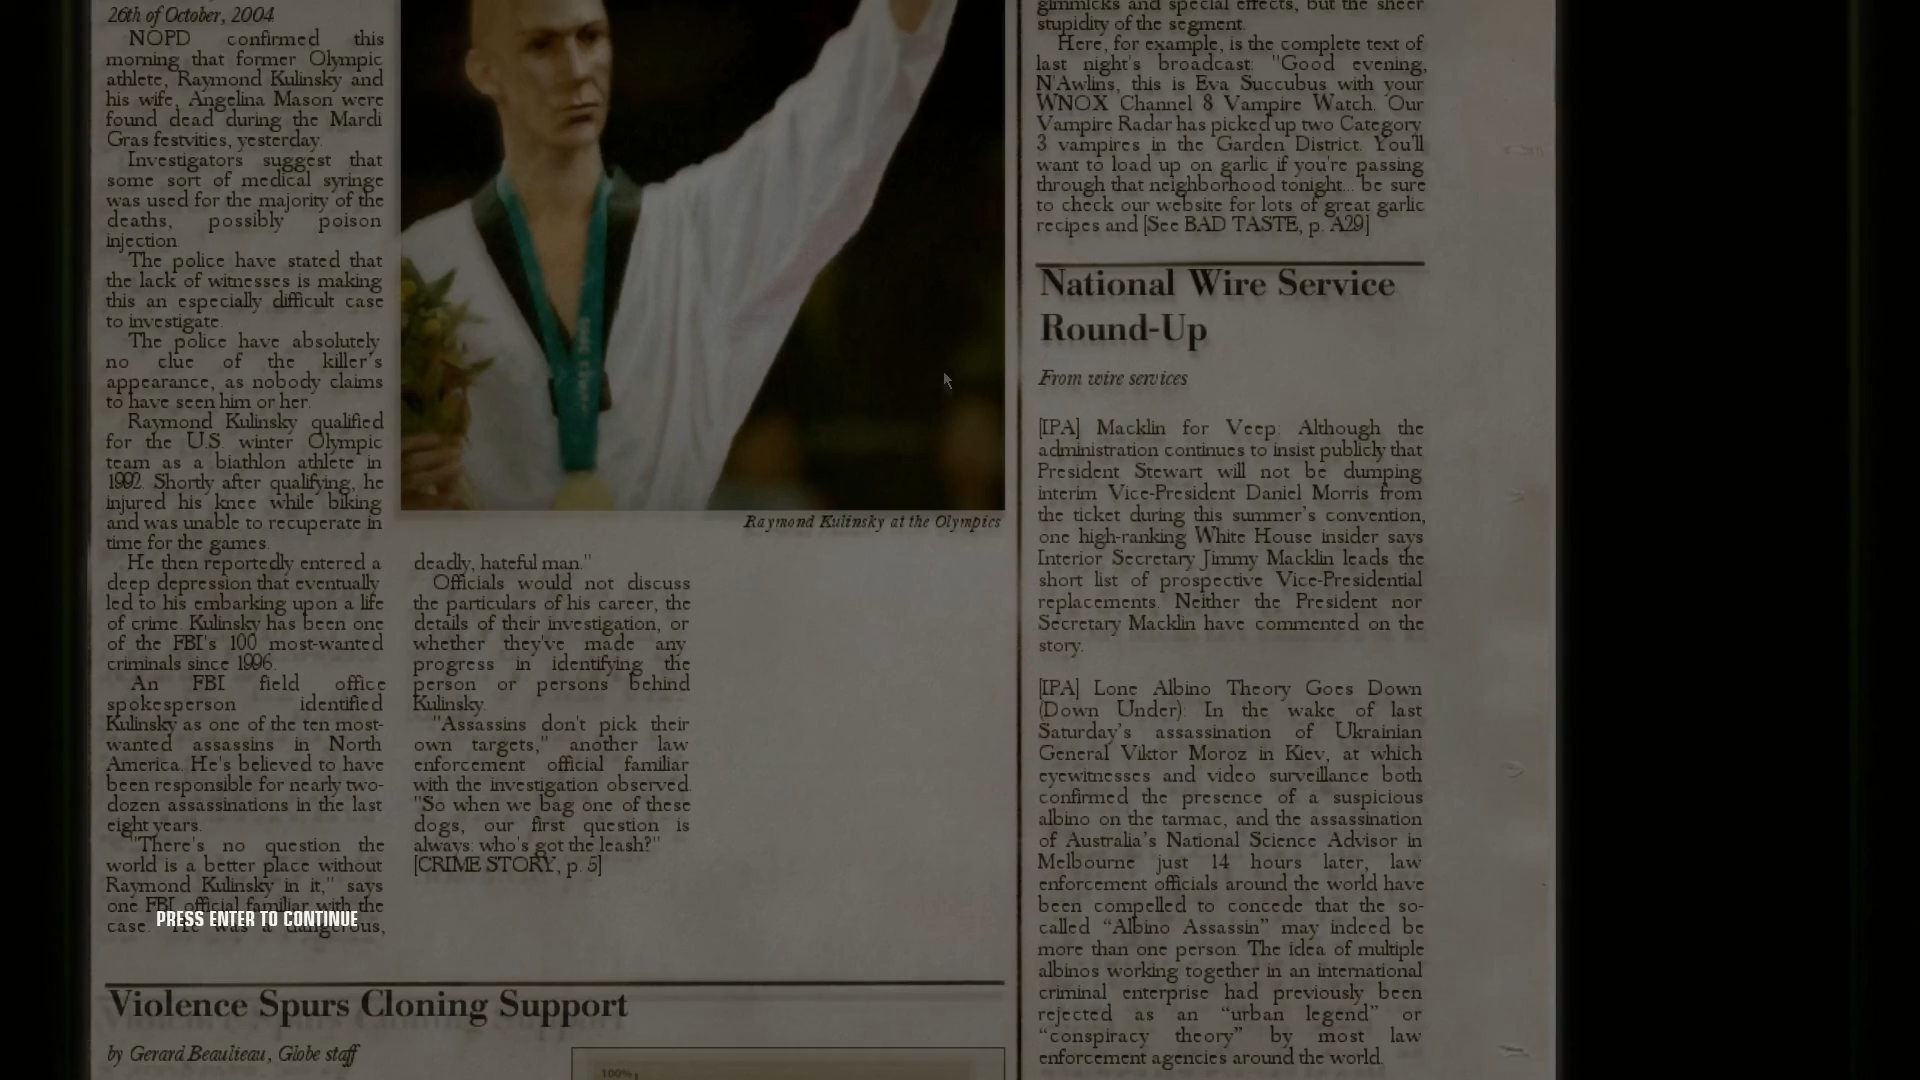 26th of October, 2004
NOPD confirmed this
morning that former Olympic
athlete, Raymond Kulinsky and
his wife, Angelina Mason were
found dead during the Mardi
Gras festvities, yesterday.
Investigators suggest that
some sort of medical syringe
was used for the majority of the
deaths, possibly poison
injection.
The police have stated that
the lack of witnesses is making
this an especially difficult case
to investigate.
The police have absolutely
no clue of the killer's
appearance, as nobody claims
to have seen him or her.
Raymond Kulinsky qualified
for the U.S. winter Olympic
team as a biathlon athlete in
1992. Shortly after qualifying, he
injured his knee while biking
and was unable to recuperate in
time for the games.
He then reportedly entered a
deep depression that eventually
led to his embarking upon a life
of crime. Kulinsky has been one
of the FBI's 100 most-wanted
criminals since 1996.
An FBI field office
spokesperson identified
Kulinsky as one of the ten most-
wanted assassins in North
America. He's believed to have
been responsible for nearly two-
dozen assassinations in the last
eight years.
"There's no question the
world is a better place without
Raymond Kulinsky in it," says
one FBI official familiar with the
case. "He was a dangerous,
PRESS ENTER TO CONTINUE
Raymond Kulinsky at the Olympics
deadly, hateful man."
Officials would not discuss
the particulars of his career, the
details of their investigation, or
whether they've made any
progress in identifying the
person or persons behind
Kulinsky.
"Assassins don't pick their
own targets," another law
enforcement official familiar
with the investigation observed.
"So when we bag one of these
dogs, our first question is
always: who's got the leash?"
[CRIME STORY, p. 5]
Violence Spurs Cloning Support
by Gerard Beaulieu, Globe staff
100%
gimmicks and special effects, but the sheer
stupidity of the segment.
Here, for example, is the complete text of
last night's broadcast: "Good evening,
N'Awlins, this is Eva Succubus with your
WNOX Channel 8 Vampire Watch. Our
Vampire Radar has picked up two Category
3 vampires in the Garden District. You'll
want to load up on garlic if you're passing
through that neighborhood tonight... be sure
to check our website for lots of great garlic
recipes and [See BAD TASTE, p. A29]
National Wire Service
Round-Up
From wire services
[IPA] Macklin for Veep: Although the
administration continues to insist publicly that
President Stewart will not be dumping
interim Vice-President Daniel Morris from
the ticket during this summer's convention,
one high-ranking White House insider says
Interior Secretary Jimmy Macklin leads the
short list of prospective Vice-Presidential
replacements. Neither the President nor
Secretary Macklin have commented on the
story.
[IPA] Lone Albino Theory Goes Down
(Down Under): In the wake of last
Saturday's assassination of Ukrainian
General Viktor Moroz in Kiev, at which
eyewitnesses and video surveillance both
confirmed the presence of a suspicious
albino on the tarmac, and the assassination
of Australia's National Science Advisor in
Melbourne just 14 hours later, law
enforcement officials around the world have
been compelled to concede that the so-
called “Albino Assassin” may indeed be
more than one person. The idea of multiple
albinos working together in an international
criminal enterprise had previously been
rejected as an “urban legend” or
“conspiracy theory” by most law
enforcement agencies around the world.